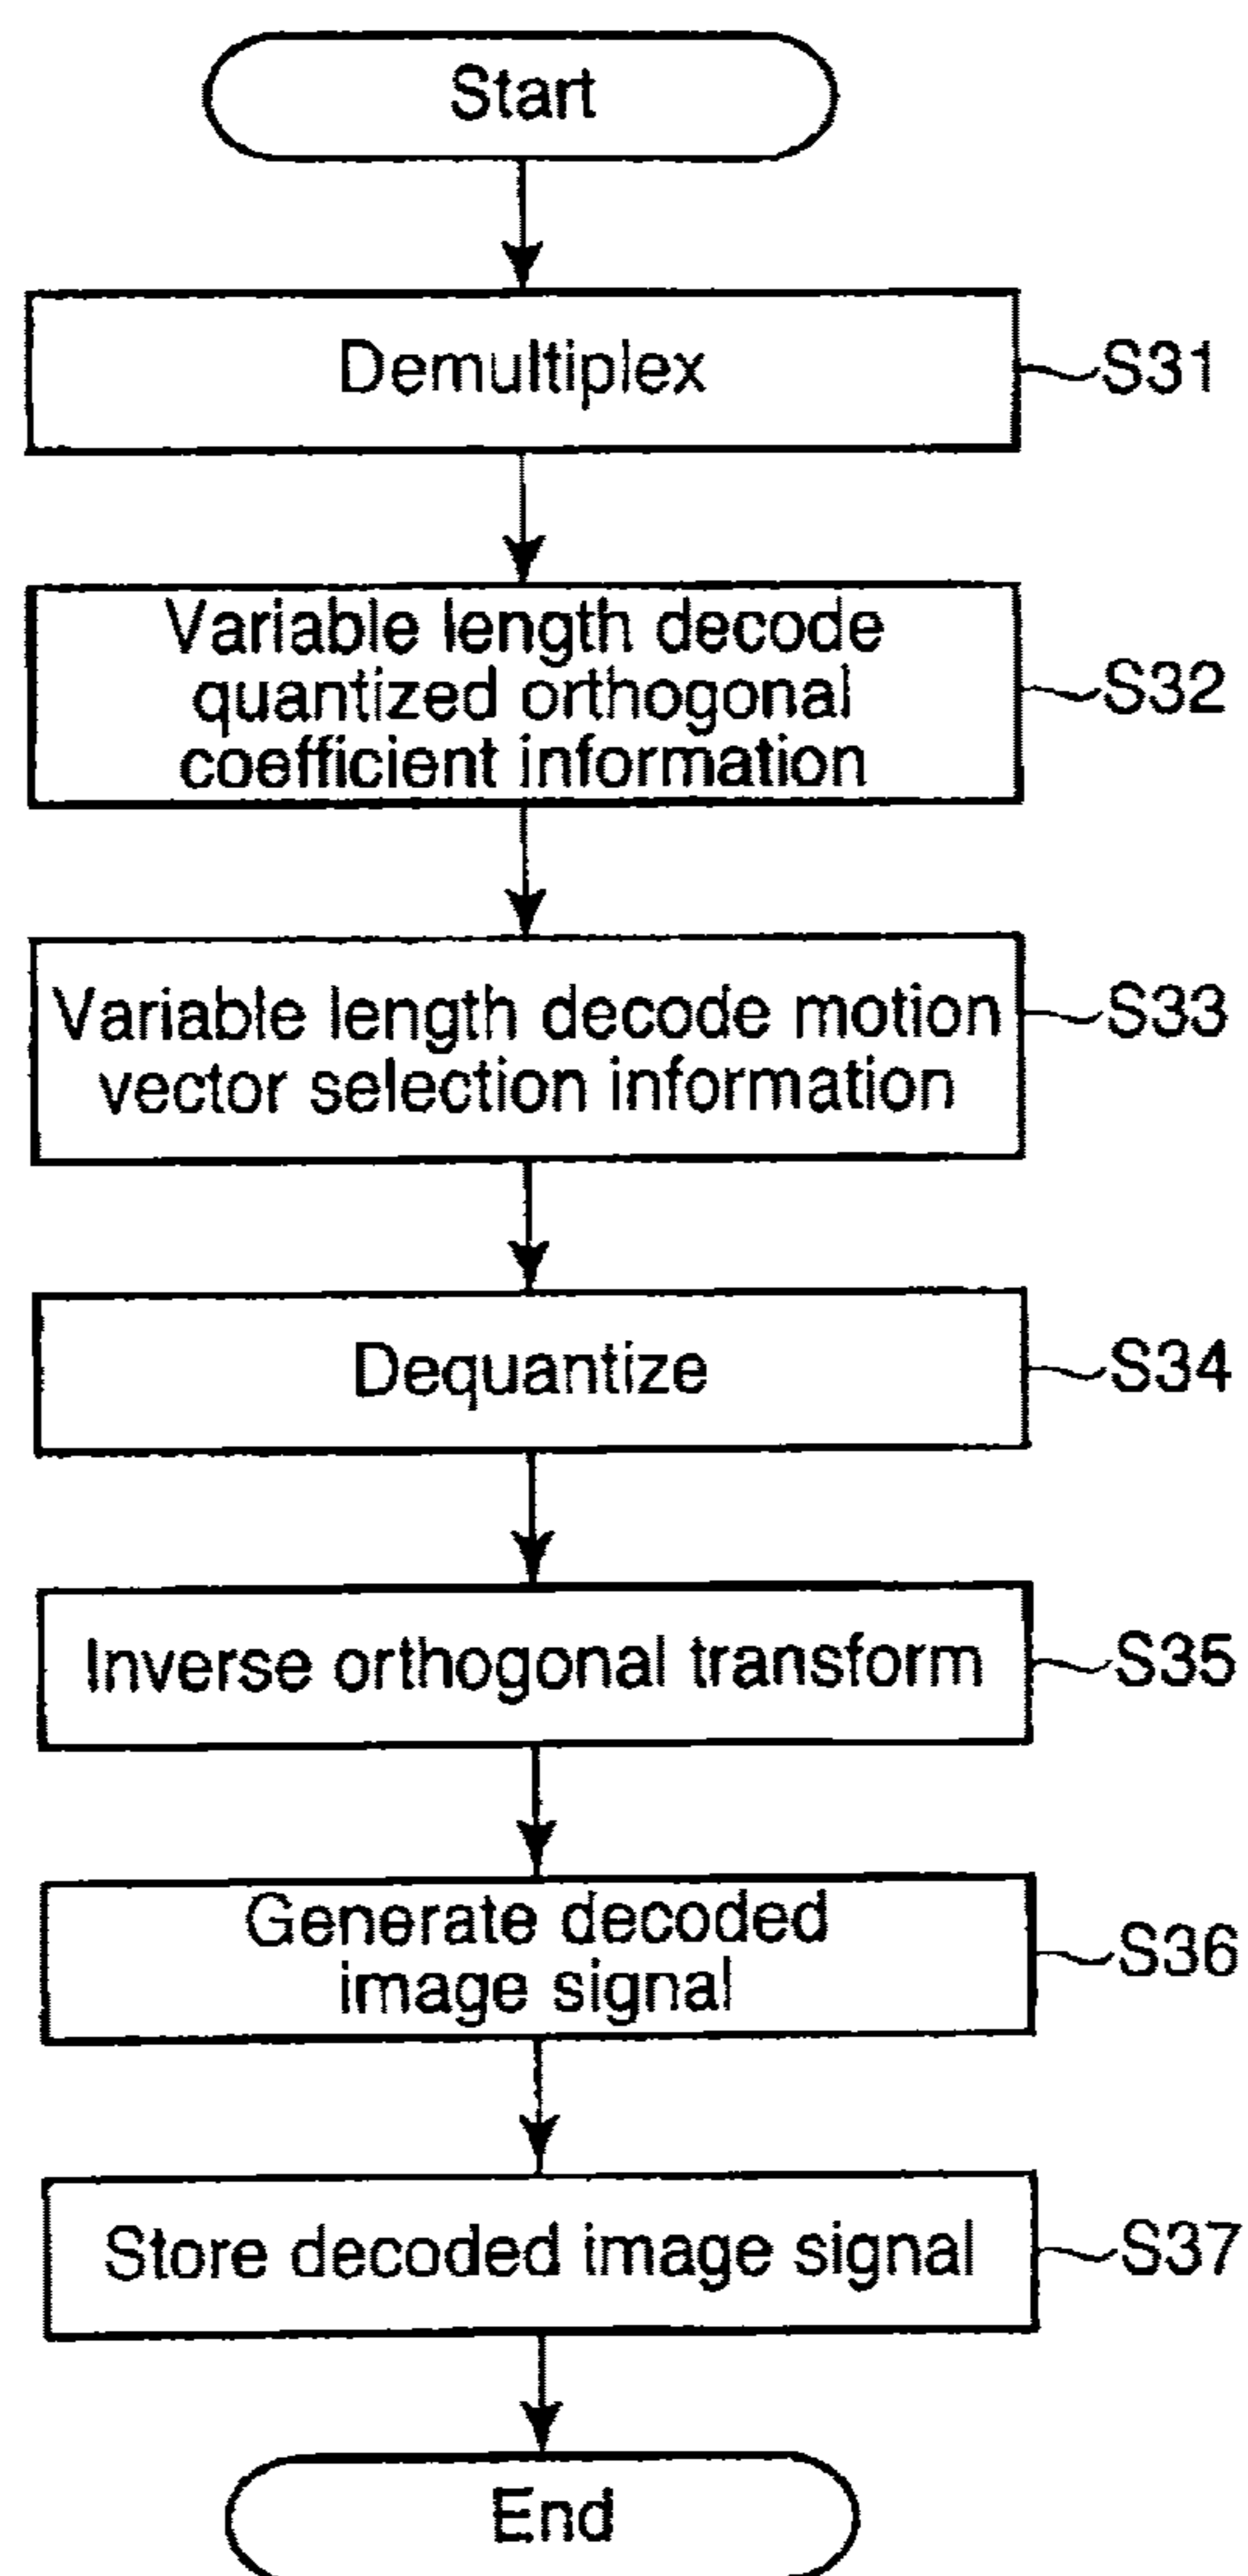 Start
Demultiplex
S31
Variable length decode
quantized orthogonal
coefficient information
S32
Variable length decode motion
vector selection information
S33
Dequantize
S34
Inverse orthogonal transform
S35
Generate decoded
image signal
S36
Store decoded image signal
S37
End